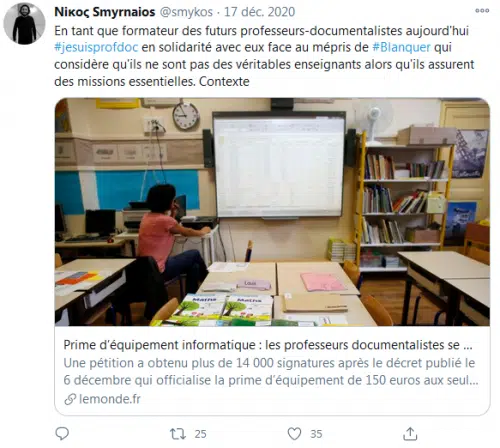 Νικος Smyrnaios @smykos · 17 déc. 2020
En tant que formateur des futurs professeurs-documentalistes aujourd'hui
#jesuisprofdoc en solidarité avec eux face au mépris de #Blanquer qui
considère qu'ils ne sont pas des véritables enseignants alors qu'ils assurent
des missions essentielles. Contexte
Maths
Maths
Prime d'équipement informatique : les professeurs documentalistes se ...
Une pétition a obtenu plus de 14 000 signatures après le décret publié le
6 décembre qui officialise la prime d'équipement de 150 euros aux seul...
lemonde.fr
25
35